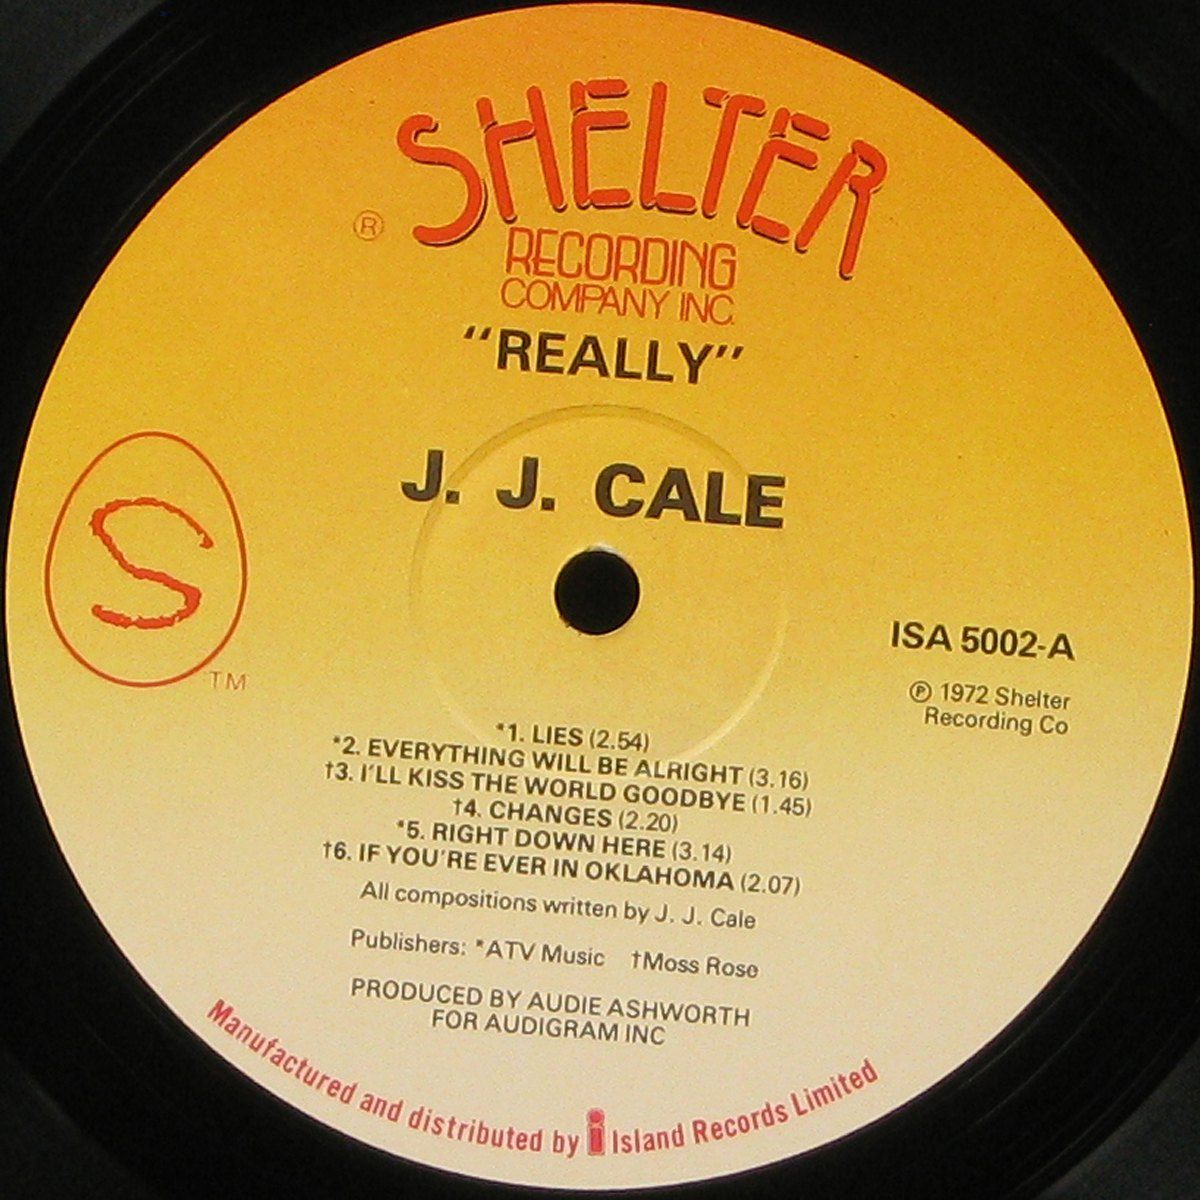 SHELTER
®
RECORDING
COMPANY INC.
"REALLY"
J. J. CALE
S
TM
ISA 5002-A
℗ 1972 Shelter
Recording Co
*1. LIES (2.54)
*2. EVERYTHING WILL BE ALRIGHT (3.16)
†3. I'LL KISS THE WORLD GOODBYE (1.45)
†4. CHANGES (2.20)
*5. RIGHT DOWN HERE (3.14)
†6. IF YOU'RE EVER IN OKLAHOMA (2.07)
All compositions written by J. J. Cale
Publishers: *ATV Music †Moss Rose
PRODUCED BY AUDIE ASHWORTH
FOR AUDIGRAM INC
Manufactured and distributed by i Island Records Limited